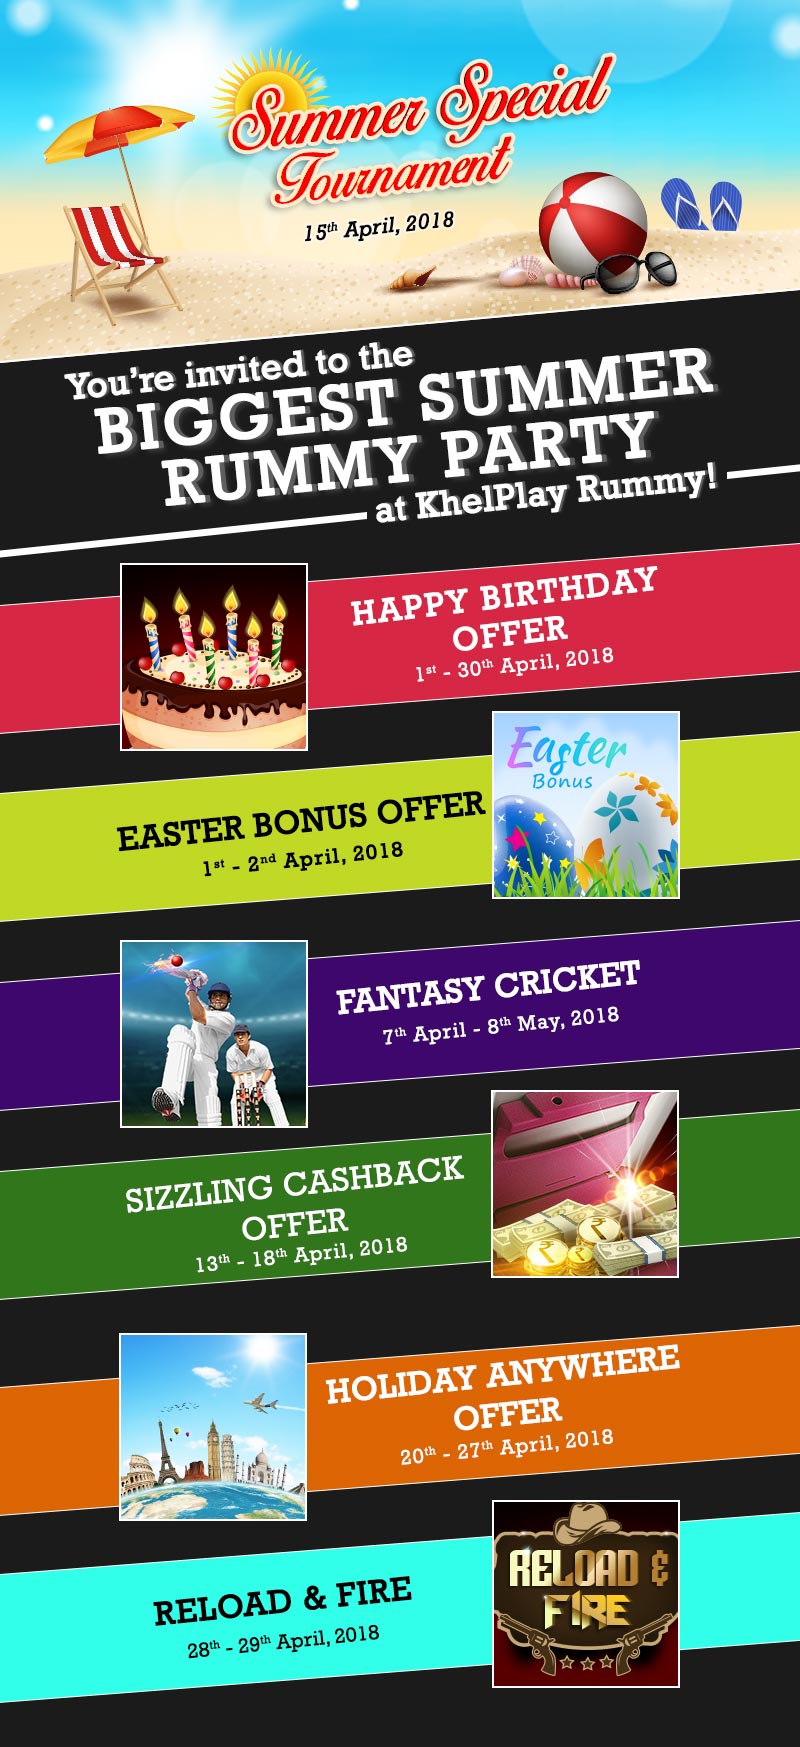 Summer Special
Tournament
15th April, 2018
You're invited to the
BIGGEST SUMMER
RUMMY PARTY
at KhelPlay Rummy!
HAPPY BIRTHDAY
OFFER
1st - 30th April, 2018
Easter
Bonus
EASTER BONUS OFFER
1st - 2nd April, 2018
FANTASY CRICKET
7th April - 8th May, 2018
SIZZLING CASHBACK
OFFER
13th - 18th April, 2018
₹
₹
HOLIDAY ANYWHERE
OFFER
20th - 27th April, 2018
RELOAD &
FIRE
RELOAD & FIRE
28th - 29th April, 2018